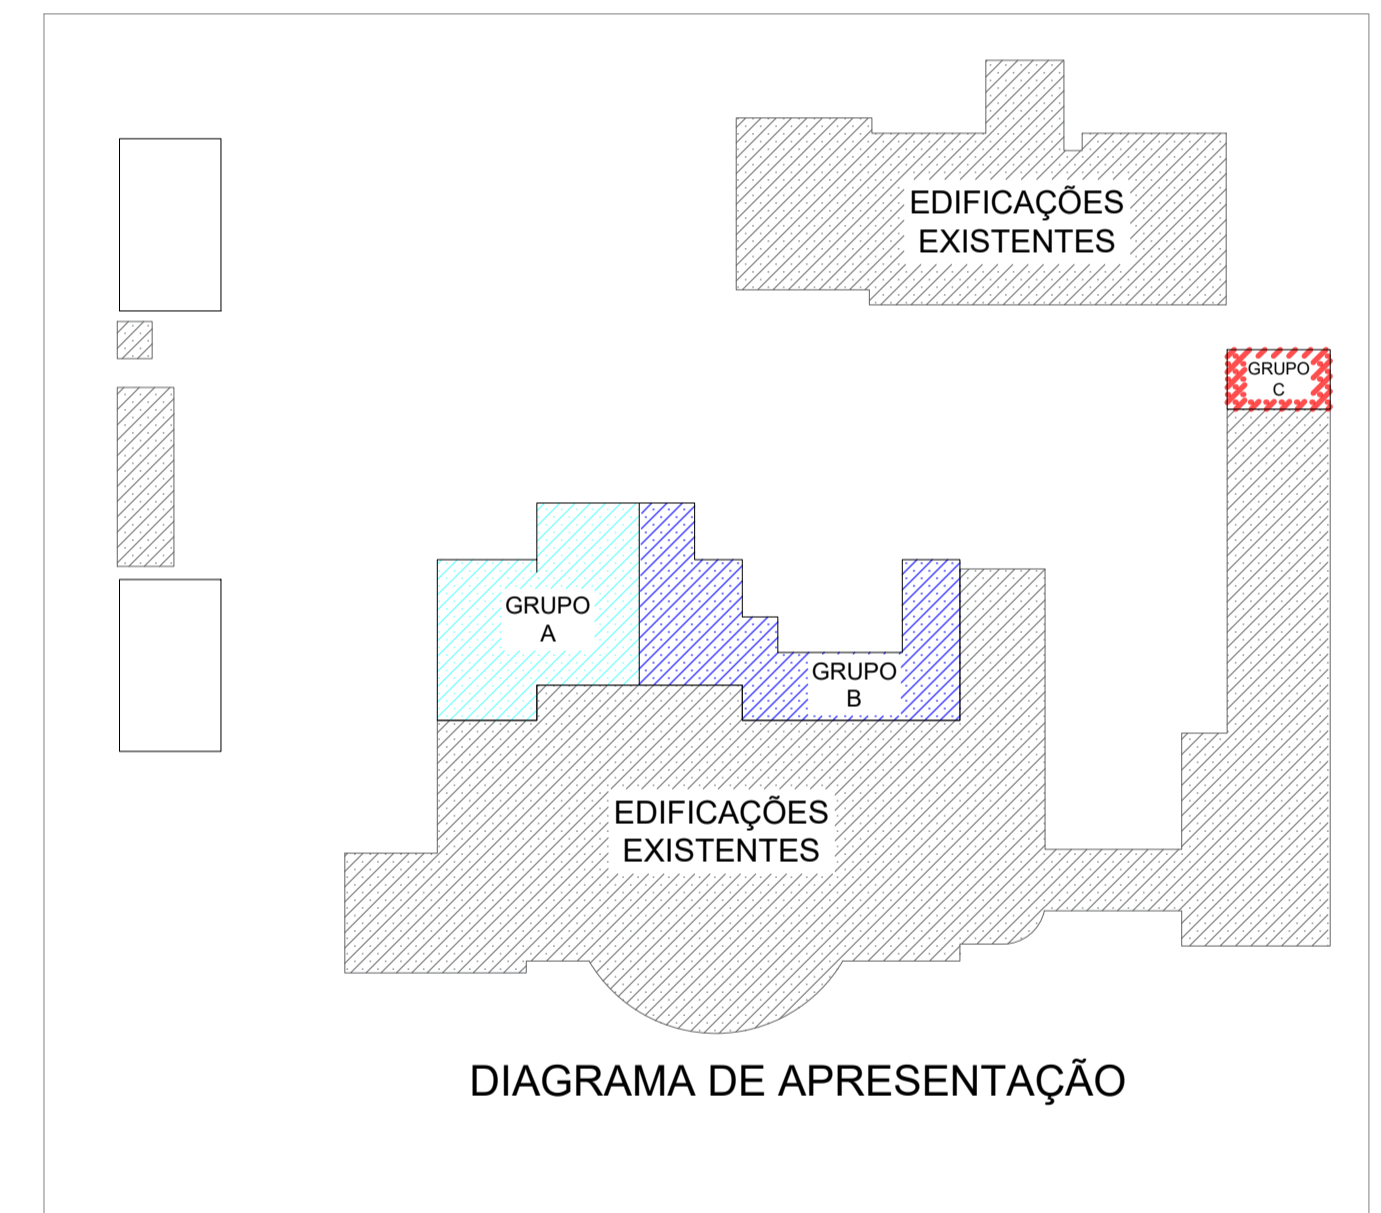 EDIFICAÇÕES
EXISTENTES
GRUPO
C
GRUPO
A
GRUPO
B
EDIFICAÇÕES
EXISTENTES
DIAGRAMA DE APRESENTAÇÃO